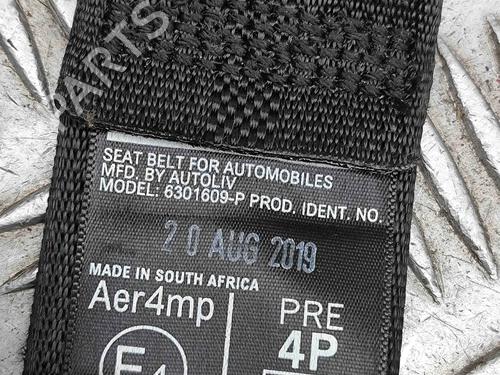 PARTS
SEAT BELT FOR AUTOMOBILES
MFD. BY AUTOLIV
MODEL: 6301609-P PROD. IDENT. NO.
20 AUG 2019
MADE IN SOUTH AFRICA
Aer4mp
PRE
4P
E4